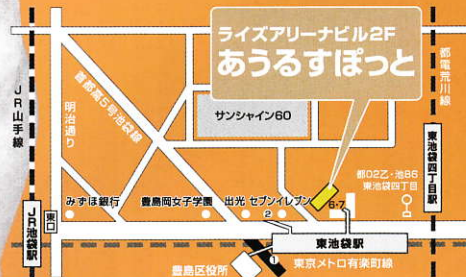 ライズアリーナビル2F
あうるすぽっと
JR山手線
明治通り
首都高5号池袋線
サンシャイン60
都電荒川線
東池袋四丁目駅
都02乙・池86
東池袋四丁目
みずほ銀行
豊島岡女子学園
出光
セブンイレブン
2
6・7
JR池袋駅
東口
東池袋駅
1
東京メトロ有楽町線
豊島区役所